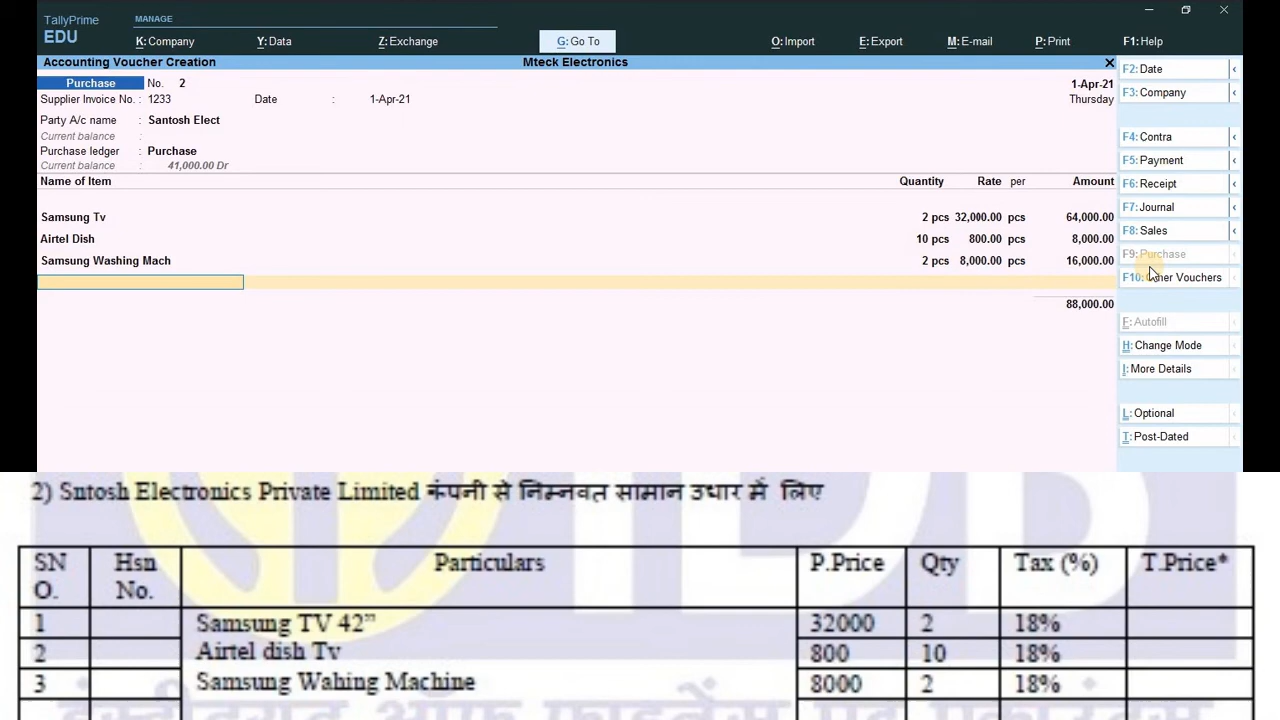 TallyPrime
EDU
MANAGE
K: Company
Y: Data
Z: Exchange
G: Go To
O: Import
E: Export
M: E-mail
P: Print
F1: Help
Accounting Voucher Creation
Mteck Electronics
Purchase No. 2
1-Apr-21
Supplier Invoice No. : 1233 Date : 1-Apr-21
Thursday
Party A/c name : Santosh Elect
Current balance :
Purchase ledger : Purchase
Current balance : 41,000.00 Dr
Name of Item Quantity Rate per Amount
Samsung Tv 2 pcs 32,000.00 pcs 64,000.00
Airtel Dish 10 pcs 800.00 pcs 8,000.00
Samsung Washing Mach 2 pcs 8,000.00 pcs 16,000.00
88,000.00
F2: Date
F3: Company
F4: Contra
F5: Payment
F6: Receipt
F7: Journal
F8: Sales
F9: Purchase
F10: Other Vouchers
E: Autofill
H: Change Mode
I: More Details
L: Optional
T: Post-Dated
2) Sntosh Electronics Private Limited कंपनी से निम्नवत सामान उधार में लिए
SN O. Hsn No. Particulars P.Price Qty Tax (%) T.Price*
1 Samsung TV 42” 32000 2 18%
2 Airtel dish Tv 800 10 18%
3 Samsung Wahing Machine 8000 2 18%